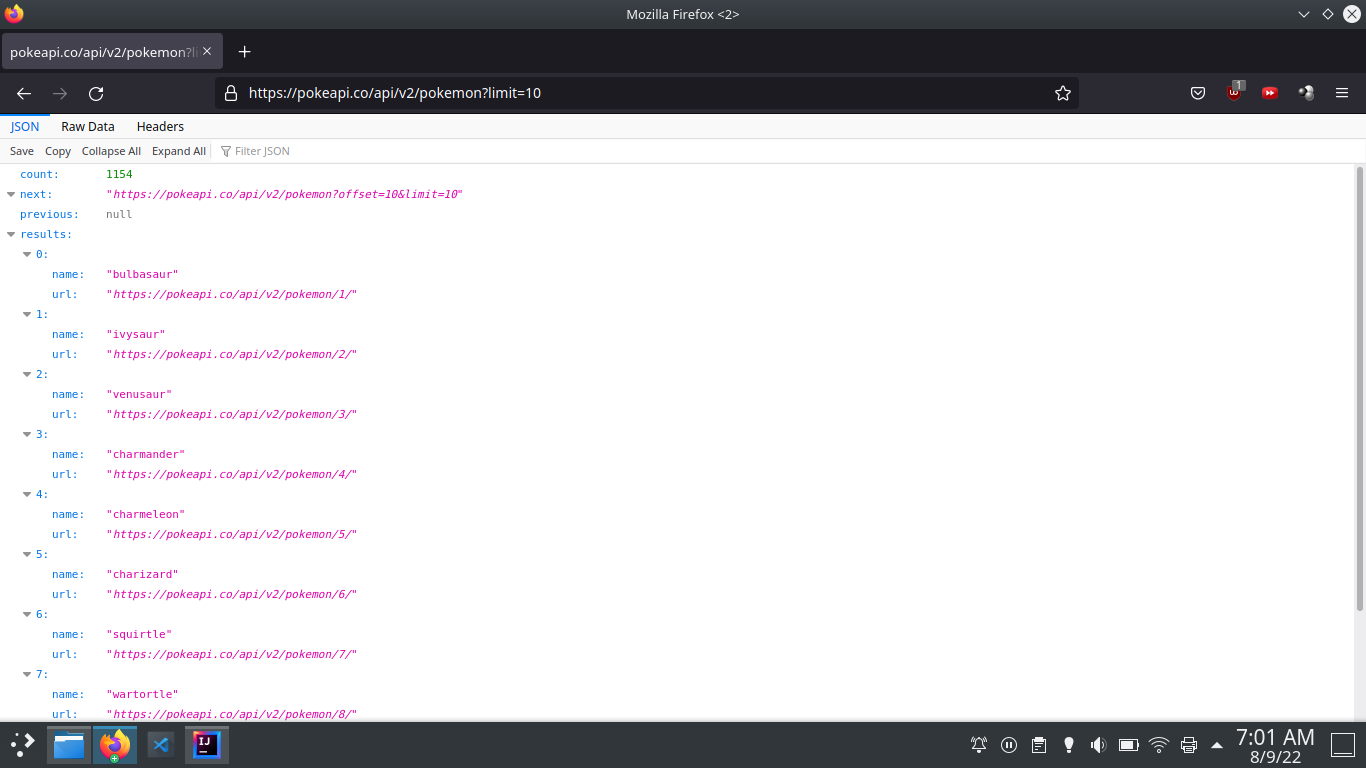 Mozilla Firefox <2>
pokeapi.co/api/v2/pokemon?li
https://pokeapi.co/api/v2/pokemon?limit=10
1
JSON Raw Data Headers
Save Copy Collapse All Expand All Filter JSON
count: 1154
next: "https://pokeapi.co/api/v2/pokemon?offset=10&limit=10"
previous: null
results:
0:
name: "bulbasaur"
url: "https://pokeapi.co/api/v2/pokemon/1/"
1:
name: "ivysaur"
url: "https://pokeapi.co/api/v2/pokemon/2/"
2:
name: "venusaur"
url: "https://pokeapi.co/api/v2/pokemon/3/"
3:
name: "charmander"
url: "https://pokeapi.co/api/v2/pokemon/4/"
4:
name: "charmeleon"
url: "https://pokeapi.co/api/v2/pokemon/5/"
5:
name: "charizard"
url: "https://pokeapi.co/api/v2/pokemon/6/"
6:
name: "squirtle"
url: "https://pokeapi.co/api/v2/pokemon/7/"
7:
name: "wartortle"
url: "https://pokeapi.co/api/v2/pokemon/8/"
IJ
7:01 AM
8/9/22